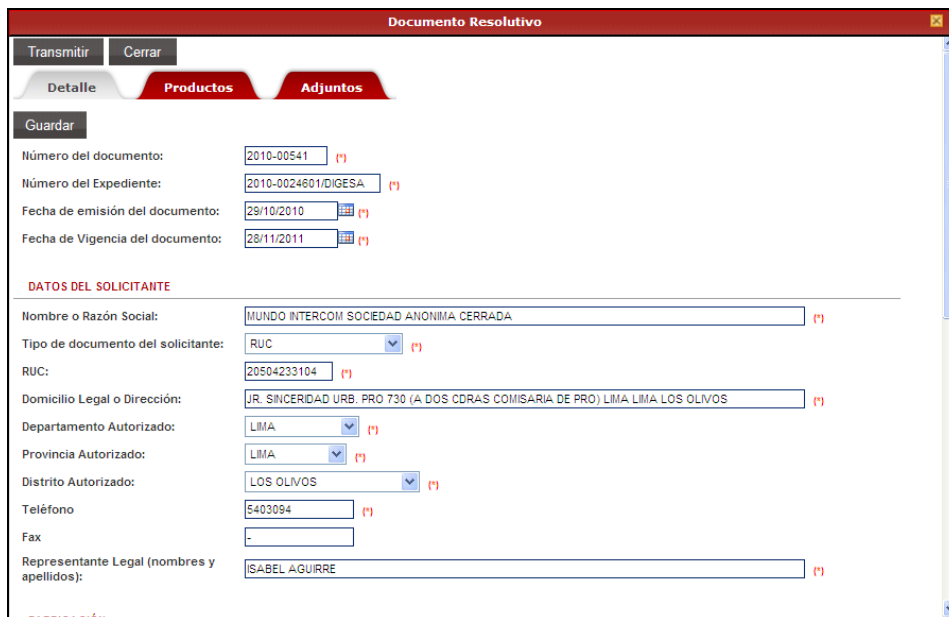 Documento Resolutivo
Transmitir Cerrar
Detalle Productos Adjuntos
Guardar
Número del documento: 2010-00541 (*)
Número del Expediente: 2010-0024601/DIGESA (*)
Fecha de emisión del documento: 29/10/2010 (*)
Fecha de Vigencia del documento: 28/11/2011 (*)
DATOS DEL SOLICITANTE
Nombre o Razón Social: MUNDO INTERCOM SOCIEDAD ANONIMA CERRADA (*)
Tipo de documento del solicitante: RUC (*)
RUC: 20504233104 (*)
Domicilio Legal o Dirección: JR. SINCERIDAD URB. PRO 730 (A DOS CDRAS COMISARIA DE PRO) LIMA LIMA LOS OLIVOS (*)
Departamento Autorizado: LIMA (*)
Provincia Autorizado: LIMA (*)
Distrito Autorizado: LOS OLIVOS (*)
Teléfono 5403094 (*)
Fax -
Representante Legal (nombres y
apellidos): ISABEL AGUIRRE (*)